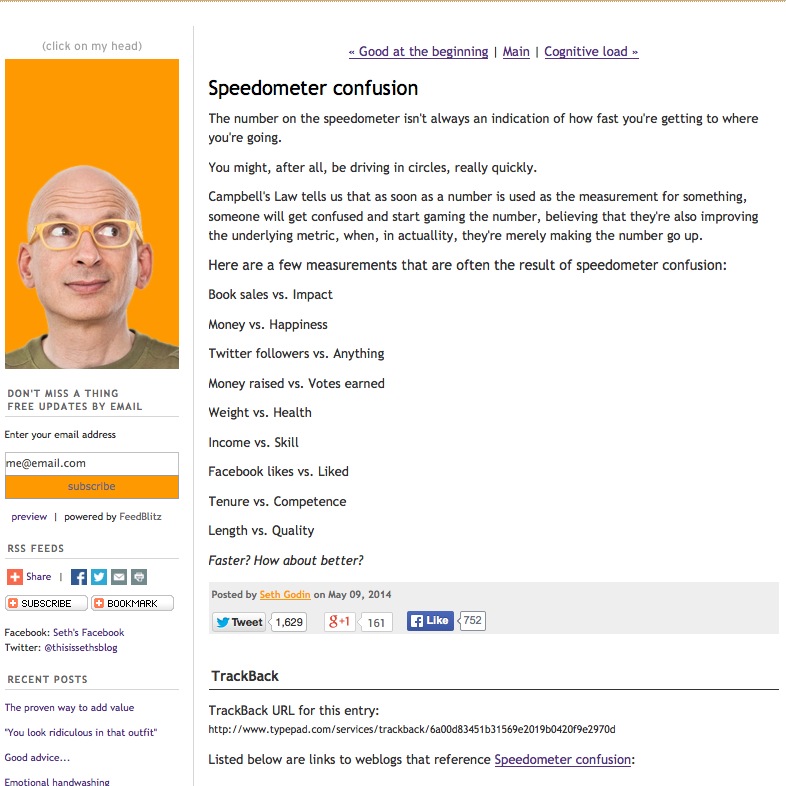 (click on my head)
DON'T MISS A THING
FREE UPDATES BY EMAIL
Enter your email address
me@email.com
subscribe
preview | powered by FeedBlitz
RSS FEEDS
Share |
SUBSCRIBE BOOKMARK
Facebook: Seth's Facebook
Twitter: @thisissethsblog
RECENT POSTS
The proven way to add value
"You look ridiculous in that outfit"
Good advice...
Emotional handwashing
« Good at the beginning | Main | Cognitive load »
Speedometer confusion
The number on the speedometer isn't always an indication of how fast you're getting to where
you're going.
You might, after all, be driving in circles, really quickly.
Campbell's Law tells us that as soon as a number is used as the measurement for something,
someone will get confused and start gaming the number, believing that they're also improving
the underlying metric, when, in actuallity, they're merely making the number go up.
Here are a few measurements that are often the result of speedometer confusion:
Book sales vs. Impact
Money vs. Happiness
Twitter followers vs. Anything
Money raised vs. Votes earned
Weight vs. Health
Income vs. Skill
Facebook likes vs. Liked
Tenure vs. Competence
Length vs. Quality
Faster? How about better?
Posted by Seth Godin on May 09, 2014
Tweet 1,629 g+1 161 Like 752
TrackBack
TrackBack URL for this entry:
http://www.typepad.com/services/trackback/6a00d83451b31569e2019b0420f9e2970d
Listed below are links to weblogs that reference Speedometer confusion: